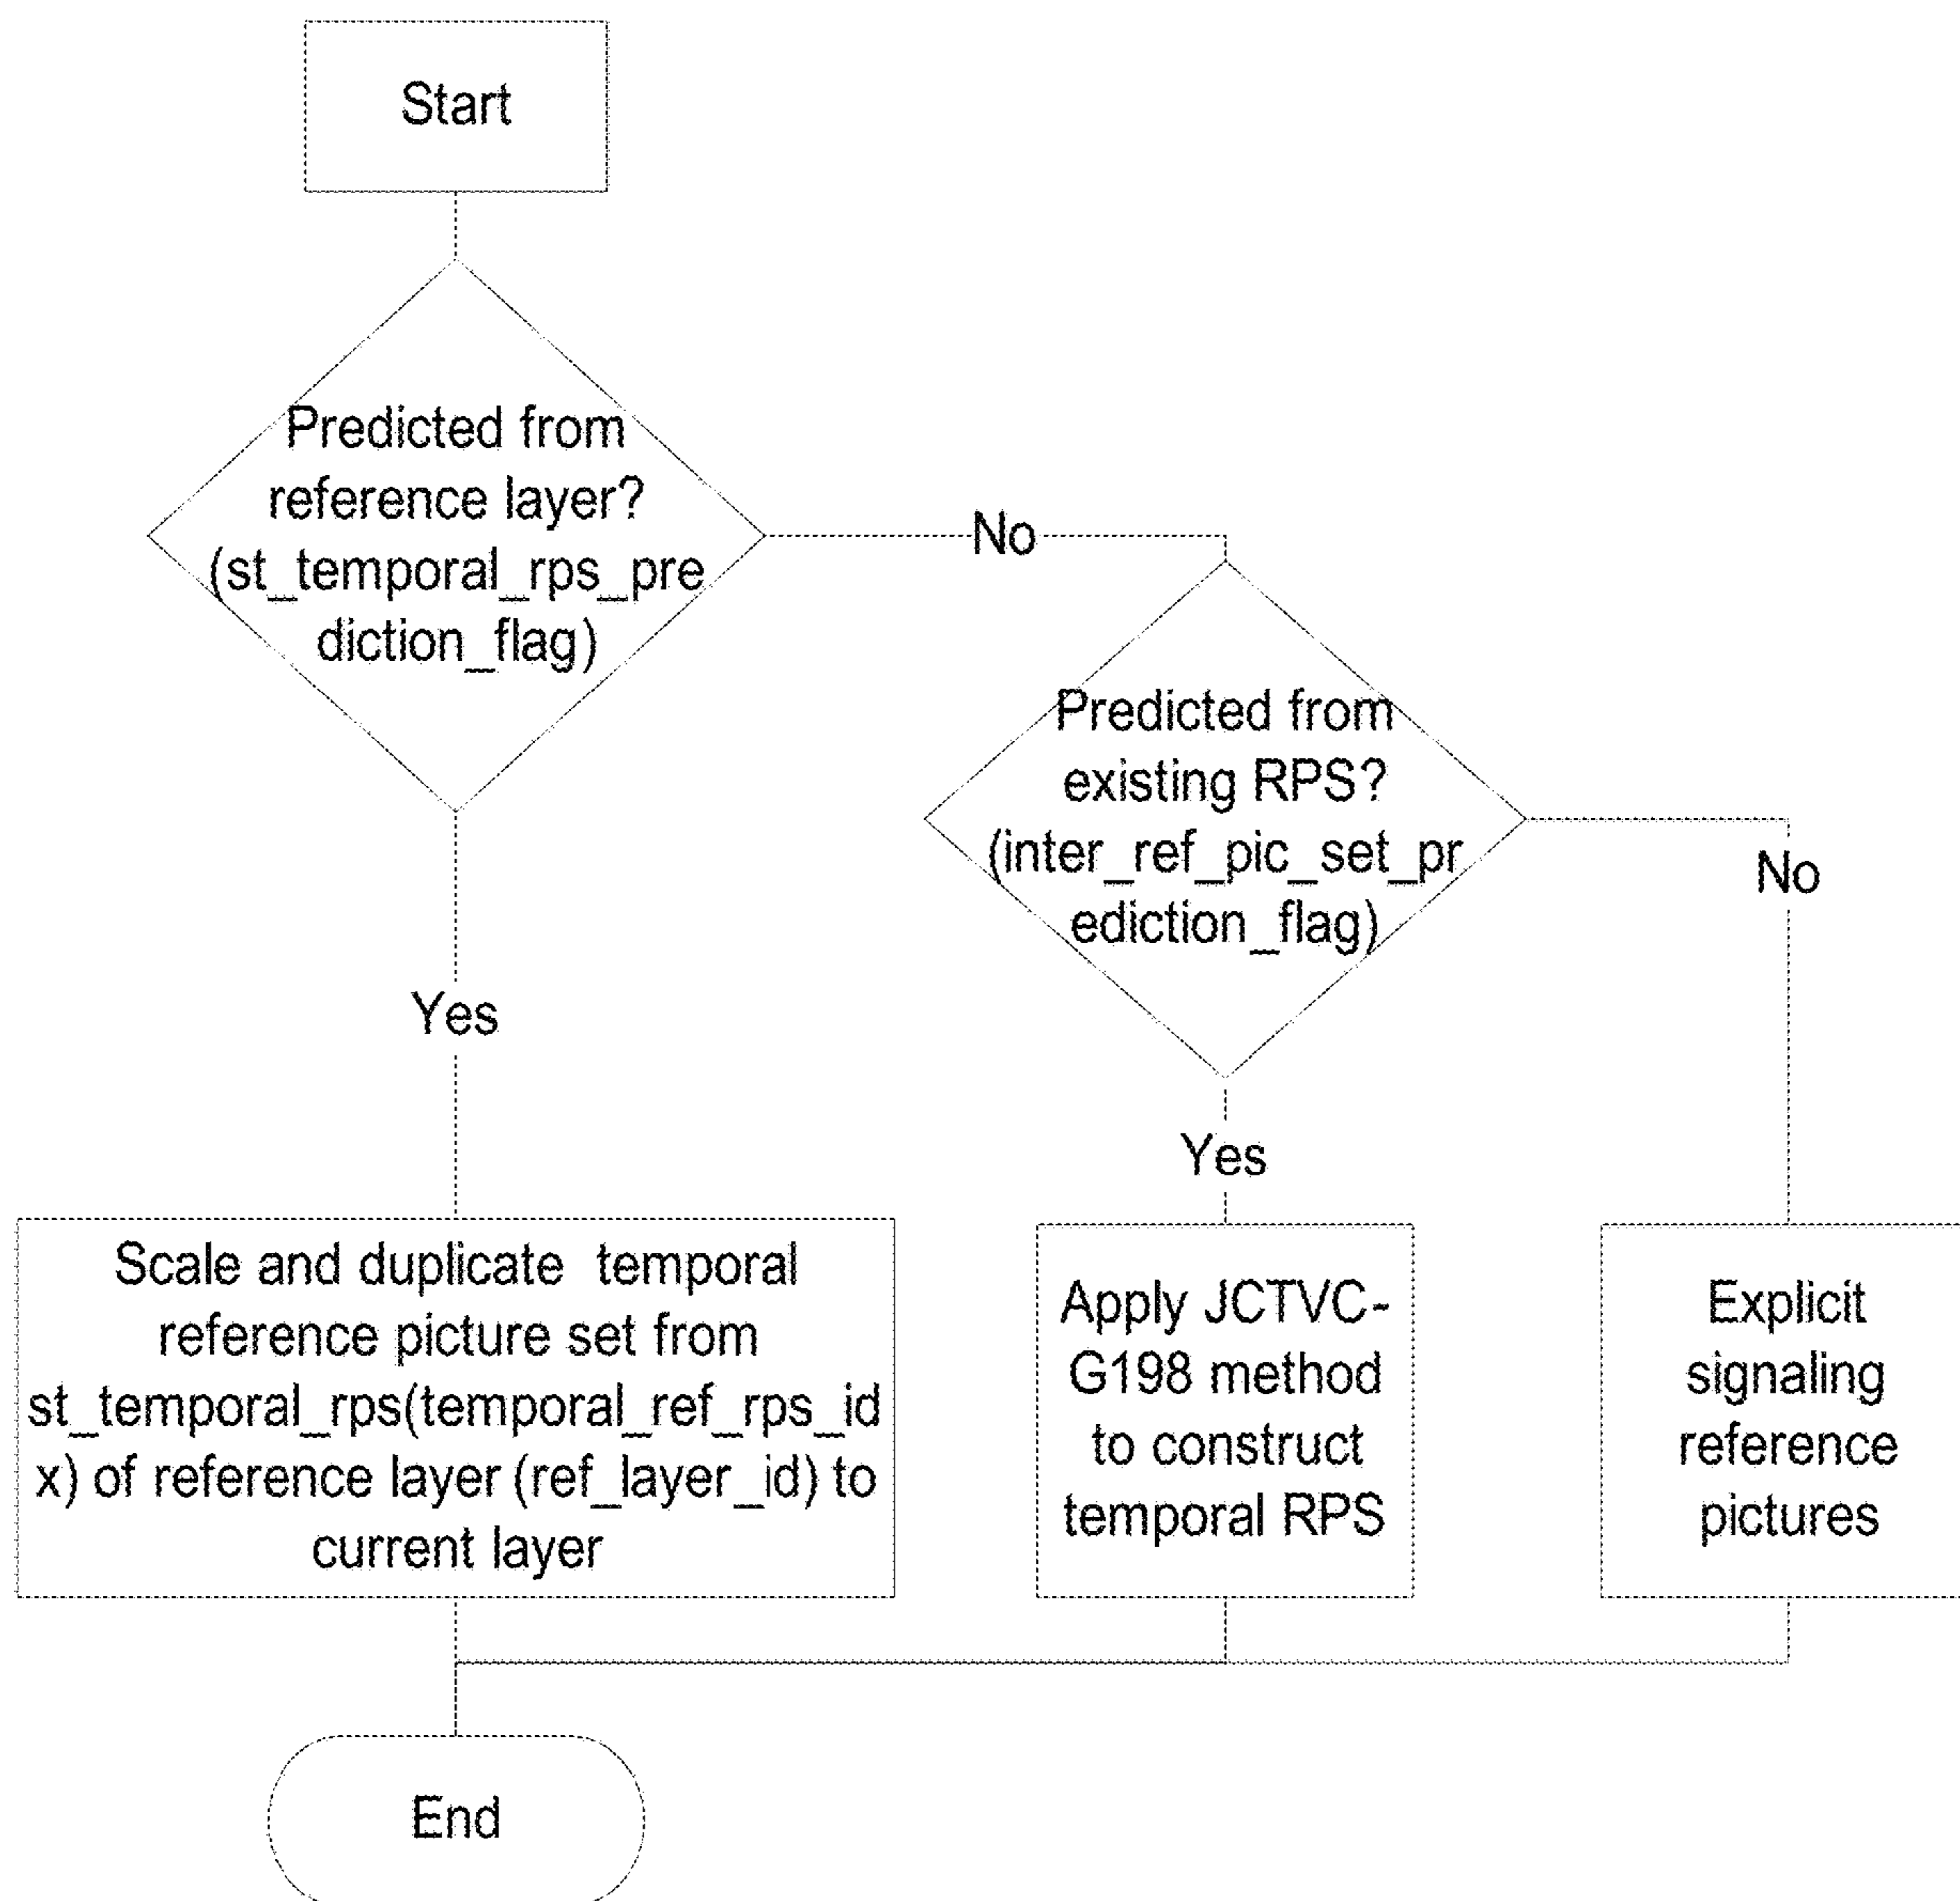 Start
Predicted from
reference layer?
(st_temporal_rps_pre
diction_flag)
No
Predicted from
existing RPS?
(inter_ref_pic_set_pr
ediction_flag)
No
Yes
Yes
Scale and duplicate temporal
reference picture set from
st_temporal_rps(temporal_ref_rps_id
x) of reference layer (ref_layer_id) to
current layer
Apply JCTVC-
G198 method
to construct
temporal RPS
Explicit
signaling
reference
pictures
End